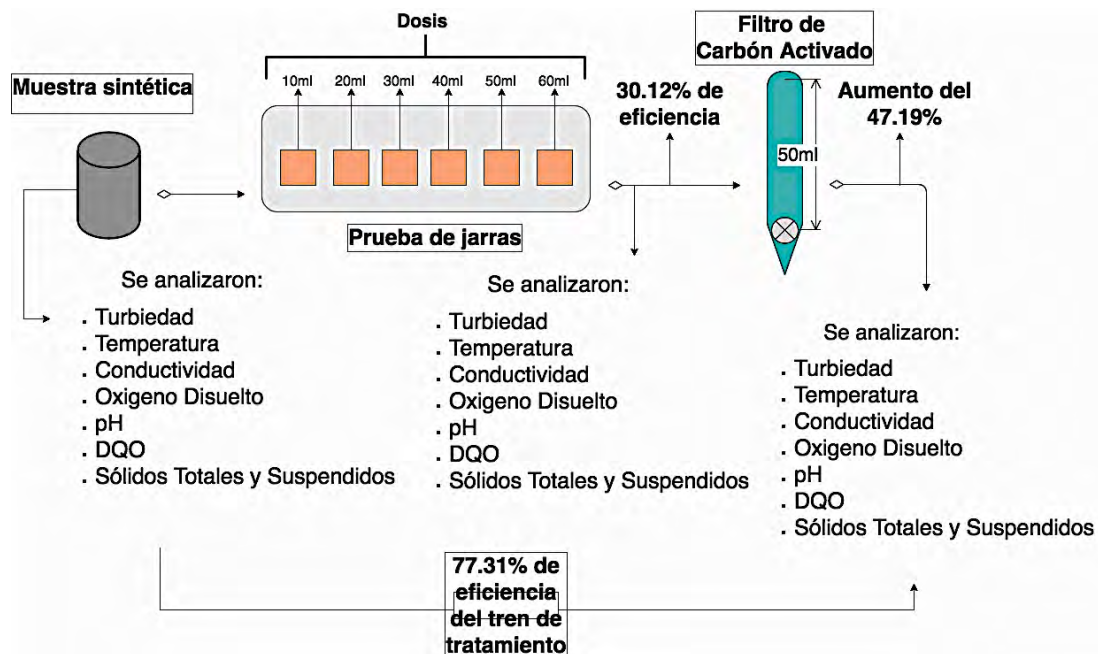 Muestra sintética
Dosis
10ml
20ml
30ml
40ml
50ml
60ml
Prueba de jarras
30.12% de
eficiencia
Filtro de
Carbón Activado
50ml
Aumento del
47.19%
Se analizaron:
. Turbiedad
. Temperatura
. Conductividad
. Oxigeno Disuelto
. pH
. DQO
. Sólidos Totales y Suspendidos
Se analizaron:
. Turbiedad
. Temperatura
. Conductividad
. Oxigeno Disuelto
. pH
. DQO
. Sólidos Totales y Suspendidos
Se analizaron:
. Turbiedad
. Temperatura
. Conductividad
. Oxigeno Disuelto
. pH
. DQO
. Sólidos Totales y Suspendidos
77.31% de
eficiencia
del tren de
tratamiento